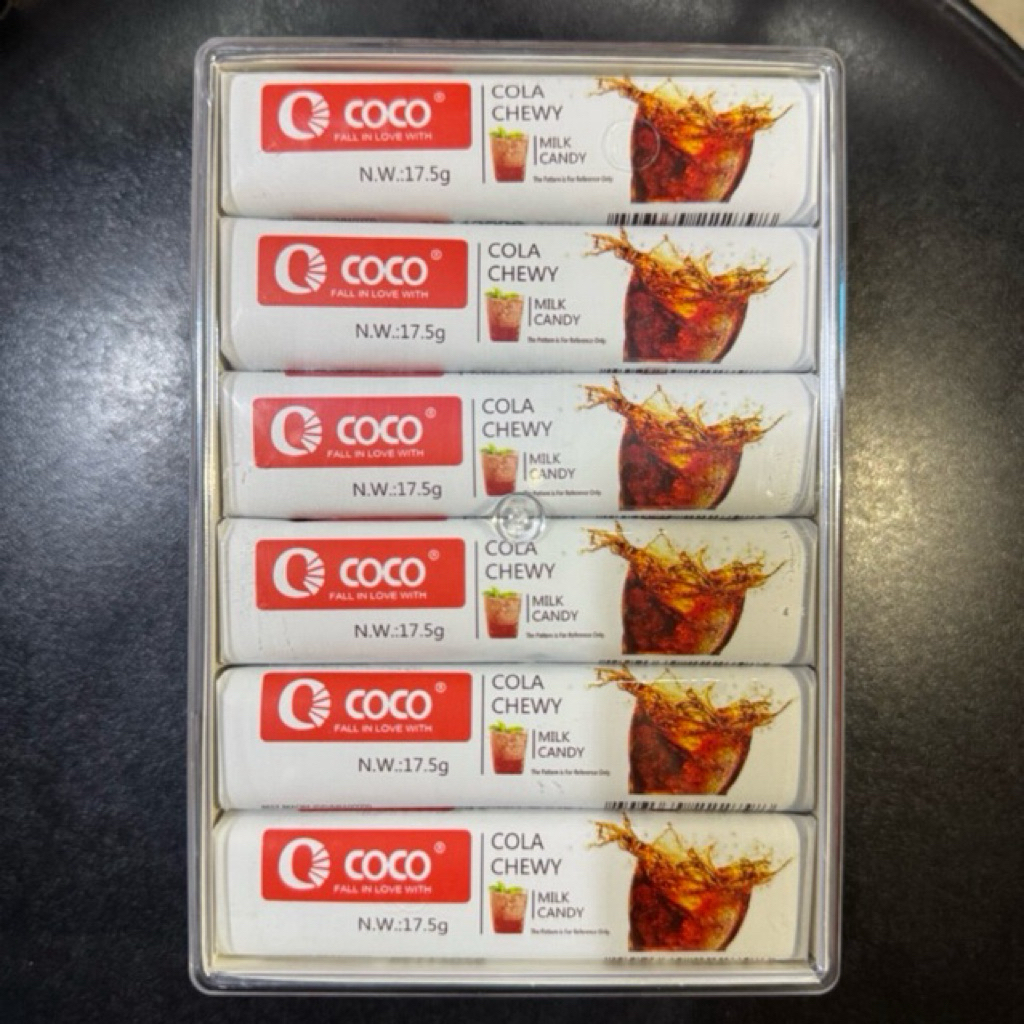 COCO®
FALL IN LOVE WITH
N.W.:17.5g
COLA
CHEWY
MILK
CANDY
The Pattern is For Reference Only.
COCO®
FALL IN LOVE WITH
N.W.:17.5g
COLA
CHEWY
MILK
CANDY
The Pattern is For Reference Only.
COCO®
FALL IN LOVE WITH
N.W.:17.5g
COLA
CHEWY
MILK
CANDY
Pattern is For Reference Only.
COCO®
FALL IN LOVE WITH
N.W.:17.5g
COLA
CHEWY
MILK
CANDY
The Pattern is For Reference Only.
COCO®
FALL IN LOVE WITH
N.W.:17.5g
COLA
CHEWY
MILK
CANDY
The Pattern is For Reference Only.
COCO®
FALL IN LOVE WITH
N.W.:17.5g
COLA
CHEWY
MILK
CANDY
The Pattern is For Reference Only.